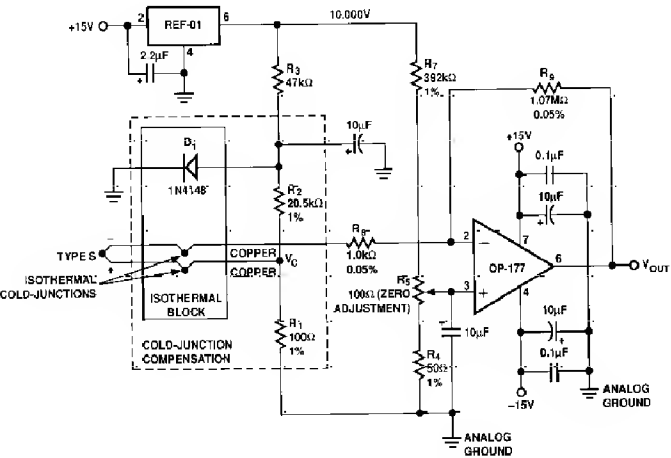 +15V
2
REF-01
6
10.000V
4
2.2µF
+
R3
47kΩ
R7
392kΩ
1%
R9
1.07MΩ
0.05%
10µF
+
+15V
0.1µF
10µF
+
D1
1N4148
R2
20.5kΩ
1%
TYPE S
−
+
COPPER
COPPER
VC
ISOTHERMAL
COLD-JUNCTIONS
ISOTHERMAL
BLOCK
1.0kΩ
0.05%
R5
100Ω (ZERO
ADJUSTMENT)
2
−
7
OP-177
6
VOUT
3
+
4
R1
100Ω
1%
10µF
+
R4
50Ω
1%
10µF
+
0.1µF
−15V
COLD-JUNCTION
COMPENSATION
ANALOG
GROUND
ANALOG
GROUND